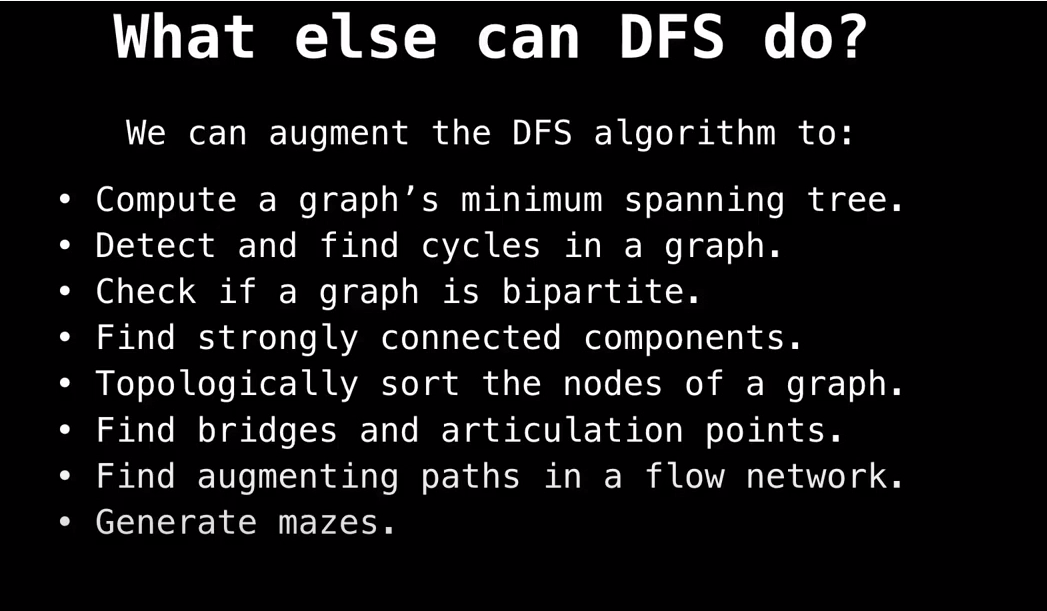 What else can DFS do?
We can augment the DFS algorithm to:
• Compute a graph’s minimum spanning tree.
• Detect and find cycles in a graph.
• Check if a graph is bipartite.
• Find strongly connected components.
• Topologically sort the nodes of a graph.
• Find bridges and articulation points.
• Find augmenting paths in a flow network.
• Generate mazes.